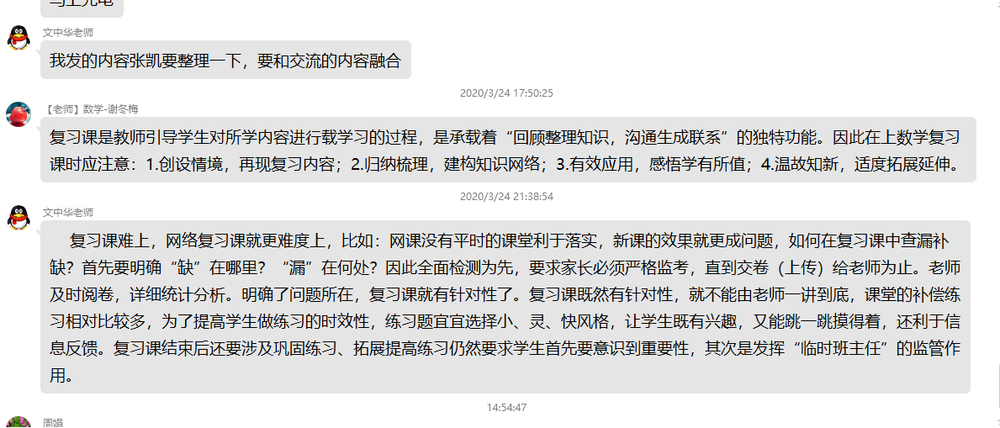 马上充电
文中华老师
我发的内容张凯要整理一下，要和交流的内容融合
2020/3/24 17:50:25
【老师】数学-谢冬梅
复习课是教师引导学生对所学内容进行载学习的过程，是承载着“回顾整理知识，沟通生成联系”的独特功能。因此在上数学复习
课时应注意：1.创设情境，再现复习内容；2.归纳梳理，建构知识网络；3.有效应用，感悟学有所值；4.温故知新，适度拓展延伸。
2020/3/24 21:38:54
文中华老师
复习课难上，网络复习课就更难度上，比如：网课没有平时的课堂利于落实，新课的效果就更成问题，如何在复习课中查漏补
缺？首先要明确“缺”在哪里？“漏”在何处？因此全面检测为先，要求家长必须严格监考，直到交卷（上传）给老师为止。老师
及时阅卷，详细统计分析。明确了问题所在，复习课就有针对性了。复习课既然有针对性，就不能由老师一讲到底，课堂的补偿练
习相对比较多，为了提高学生做练习的时效性，练习题宜宜选择小、灵、快风格，让学生既有兴趣，又能跳一跳摸得着，还利于信
息反馈。复习课结束后还要涉及巩固练习、拓展提高练习仍然要求学生首先要意识到重要性，其次是发挥“临时班主任”的监管作
用。
14:54:47
周娟